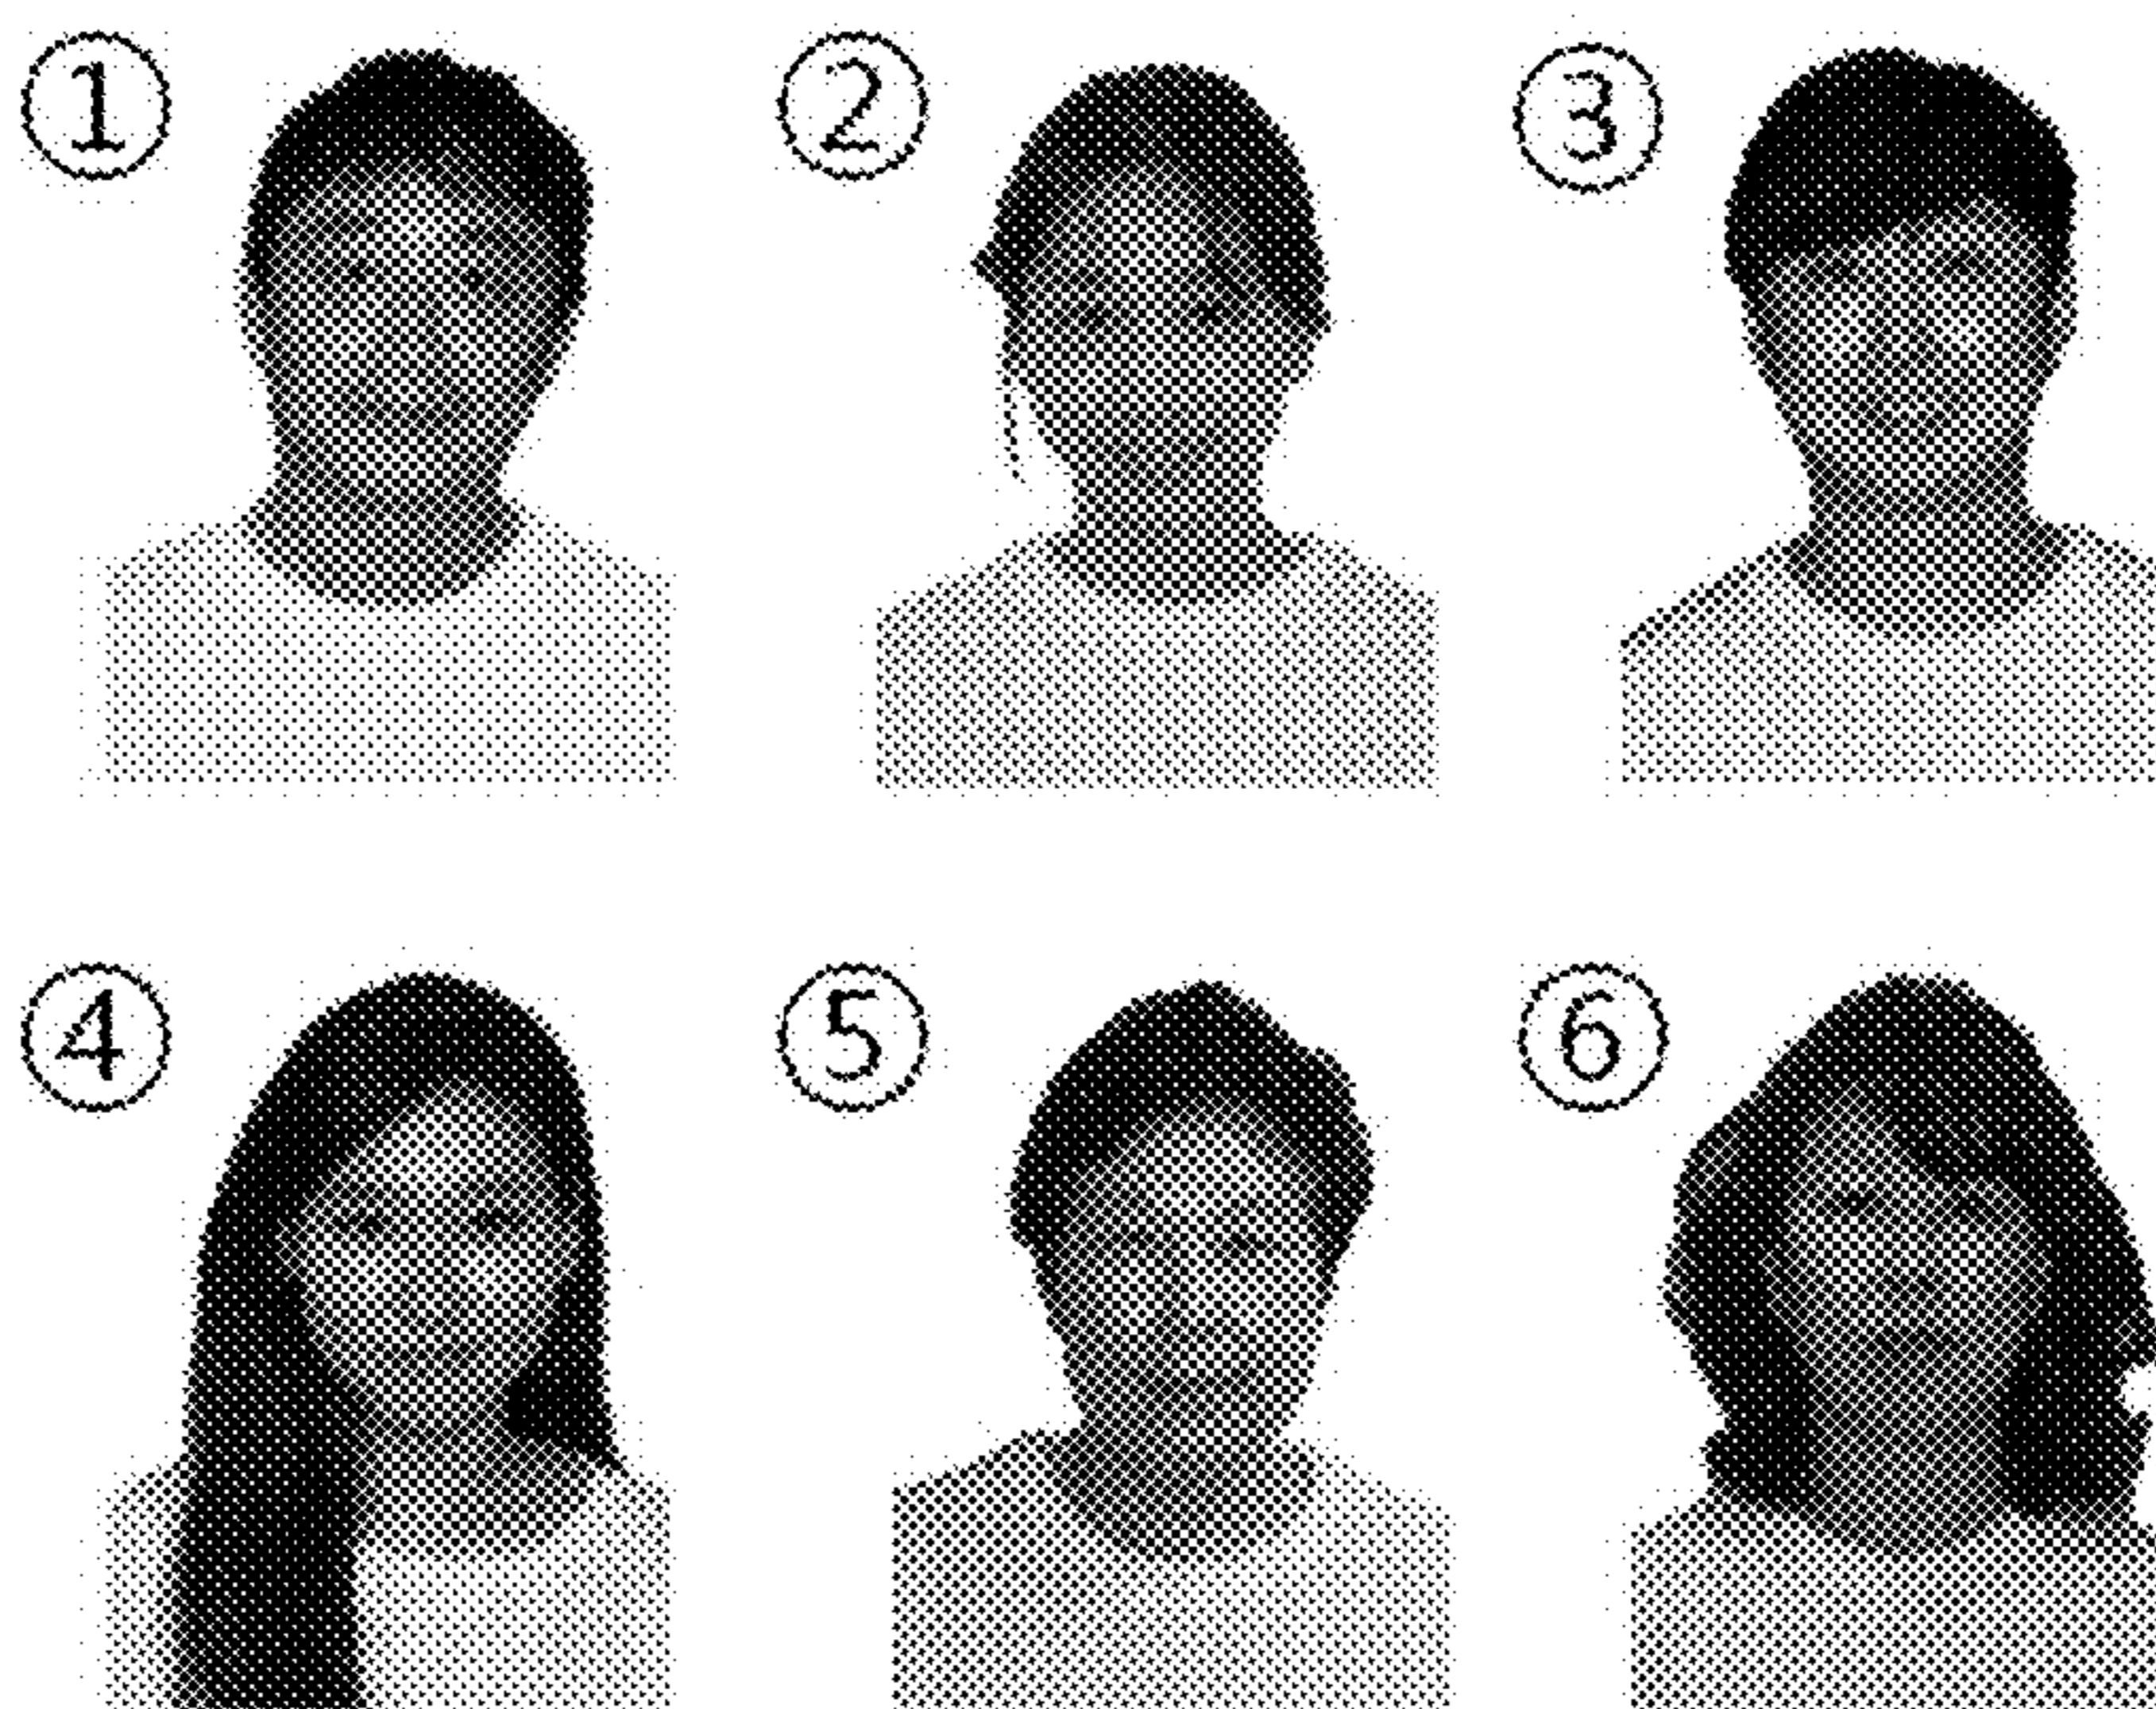 ① ② ③
④ ⑤ ⑥